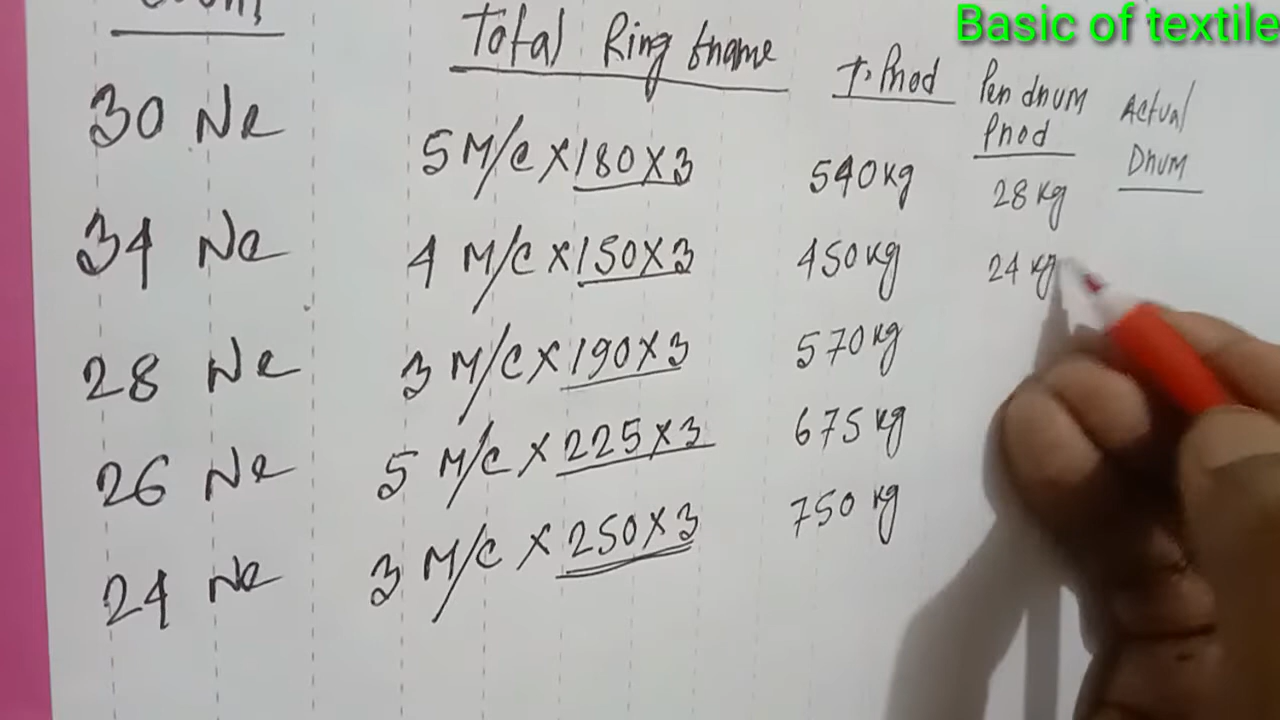 Basic of textile
Count
Total Ring frame
T. Prod
Per drum
Prod
Actual
Drum
30 Ne 5 M/C × 180 × 3 540 kg 28 kg
34 Ne 4 M/C × 150 × 3 450 kg 24 kg
28 Ne 3 M/C × 190 × 3 570 kg
26 Ne 5 M/C × 225 × 3 675 kg
24 Ne 3 M/C × 250 × 3 750 kg